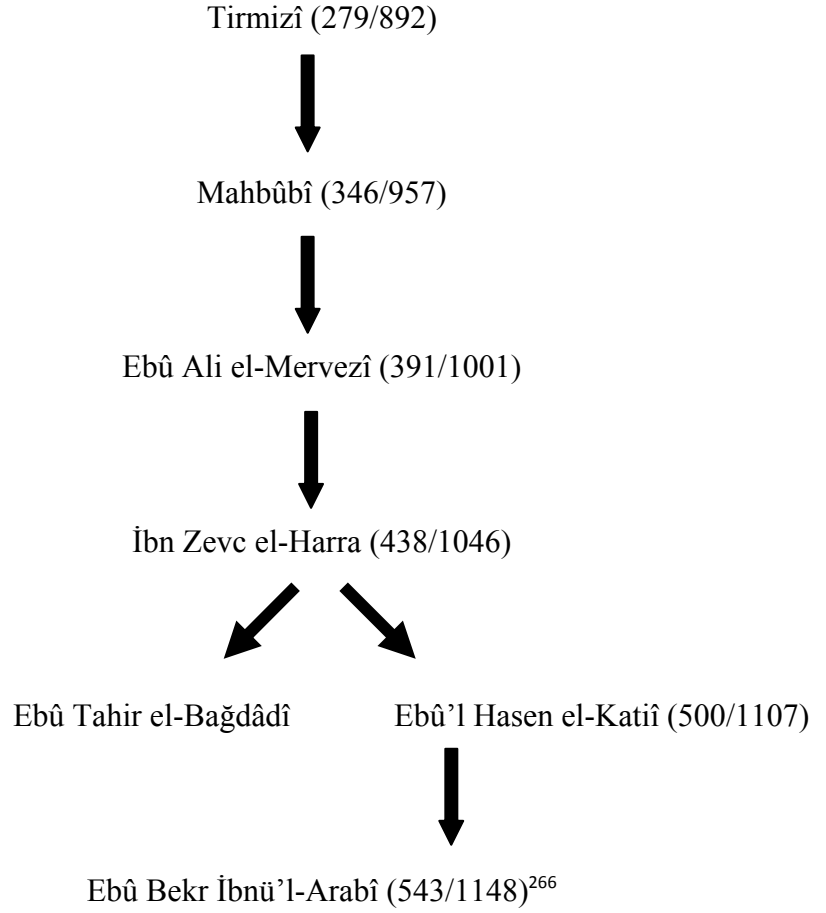 Tirmizî (279/892)
Mahbûbî (346/957)
Ebû Ali el-Mervezî (391/1001)
İbn Zevc el-Harra (438/1046)
Ebû Tahir el-Bağdâdî
Ebû’l Hasen el-Katiî (500/1107)
Ebû Bekr İbnü’l-Arabî (543/1148)²⁶⁶